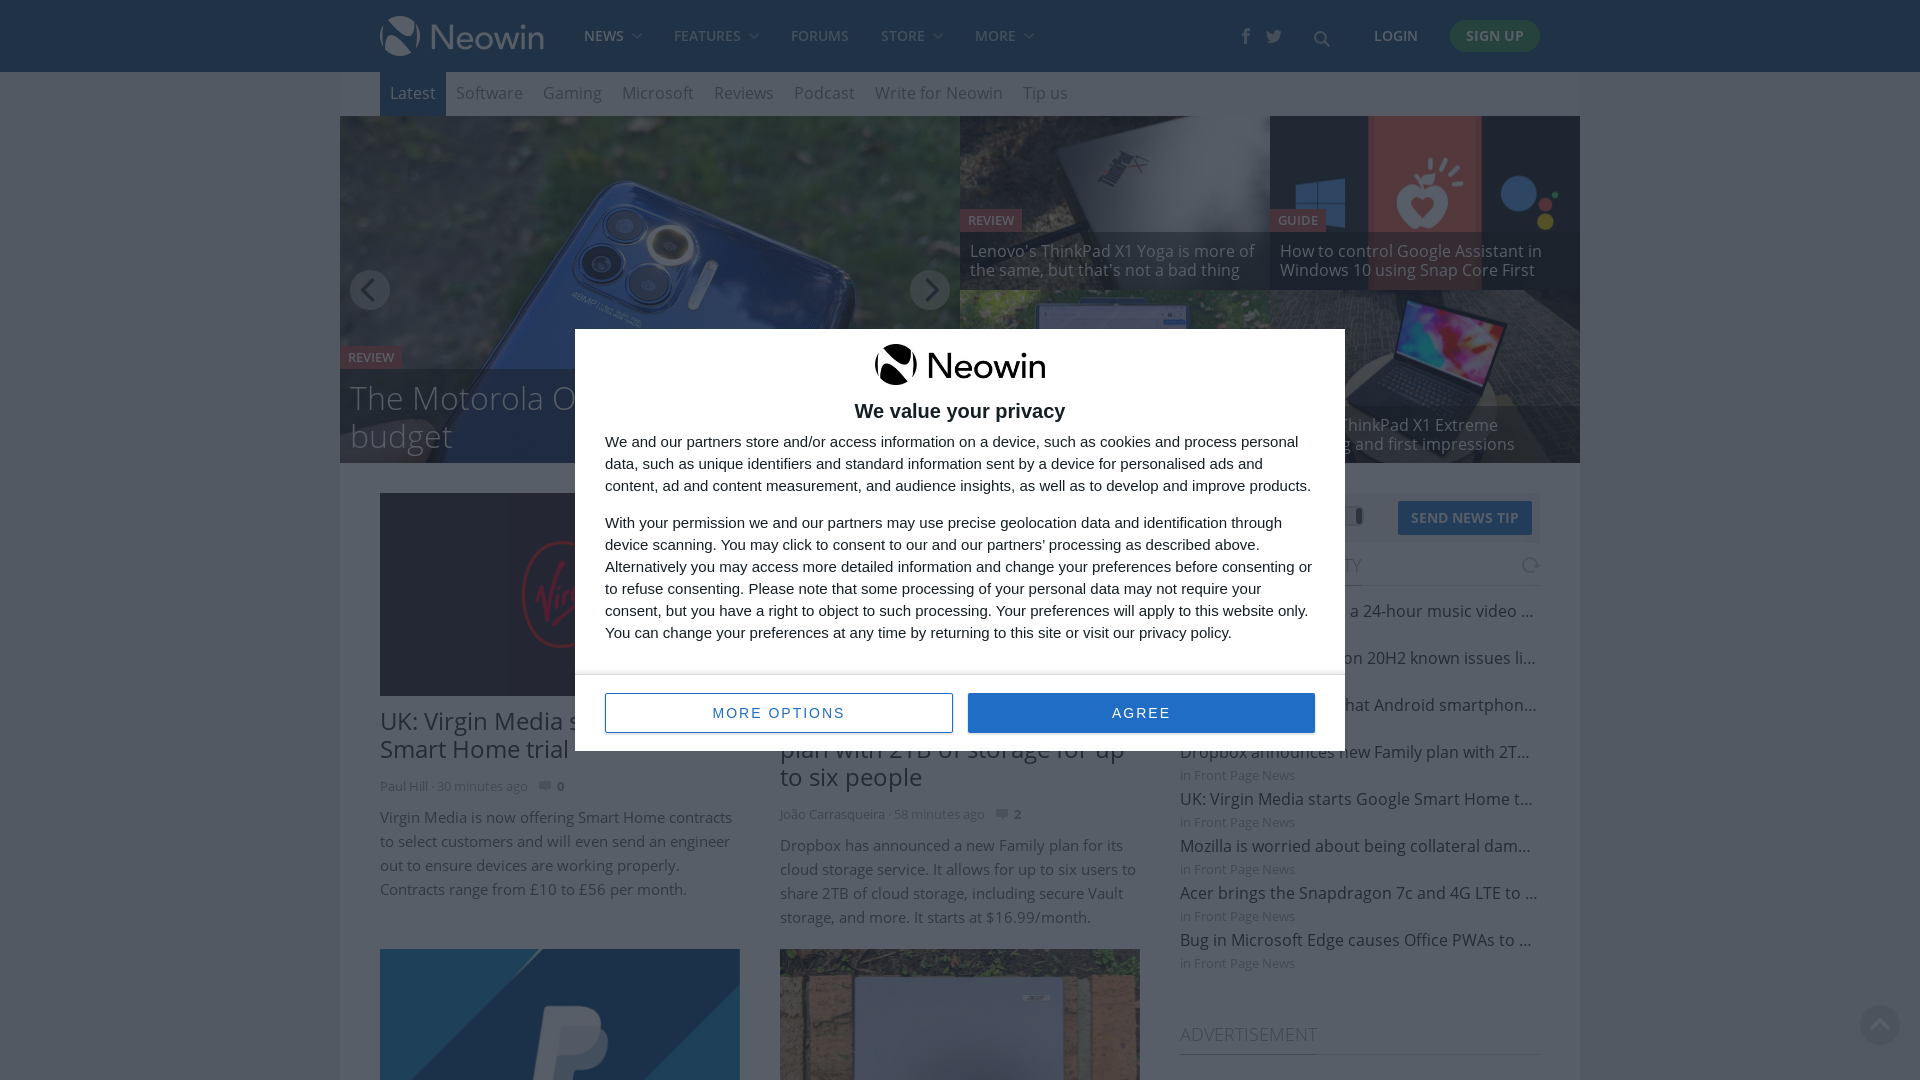 Neowin
NEWS
FEATURES
FORUMS
STORE
MORE
LOGIN
SIGN UP
Latest
Software
Gaming
Microsoft
Reviews
Podcast
Write for Neowin
Tip us
REVIEW
The Motorola O
budget
REVIEW
Lenovo's ThinkPad X1 Yoga is more of
the same, but that's not a bad thing
GUIDE
How to control Google Assistant in
Windows 10 using Snap Core First
ThinkPad X1 Extreme
g and first impressions
Neowin
We value your privacy
We and our partners store and/or access information on a device, such as cookies and process personal
data, such as unique identifiers and standard information sent by a device for personalised ads and
content, ad and content measurement, and audience insights, as well as to develop and improve products.
With your permission we and our partners may use precise geolocation data and identification through
device scanning. You may click to consent to our and our partners’ processing as described above.
Alternatively you may access more detailed information and change your preferences before consenting or
to refuse consenting. Please note that some processing of your personal data may not require your
consent, but you have a right to object to such processing. Your preferences will apply to this website only.
You can change your preferences at any time by returning to this site or visit our privacy policy.
MORE OPTIONS
AGREE
UK: Virgin Media s
Smart Home trial
Paul Hill · 30 minutes ago 0
Virgin Media is now offering Smart Home contracts
to select customers and will even send an engineer
out to ensure devices are working properly.
Contracts range from £10 to £56 per month.
plan with 2TB of storage for up
to six people
João Carrasqueira · 58 minutes ago 2
Dropbox has announced a new Family plan for its
cloud storage service. It allows for up to six users to
share 2TB of cloud storage, including secure Vault
storage, and more. It starts at $16.99/month.
SEND NEWS TIP
TY
a 24-hour music video ...
on 20H2 known issues li...
hat Android smartphon...
Dropbox announces new Family plan with 2T...
in Front Page News
UK: Virgin Media starts Google Smart Home t...
in Front Page News
Mozilla is worried about being collateral dam...
in Front Page News
Acer brings the Snapdragon 7c and 4G LTE to ...
in Front Page News
Bug in Microsoft Edge causes Office PWAs to ...
in Front Page News
ADVERTISEMENT